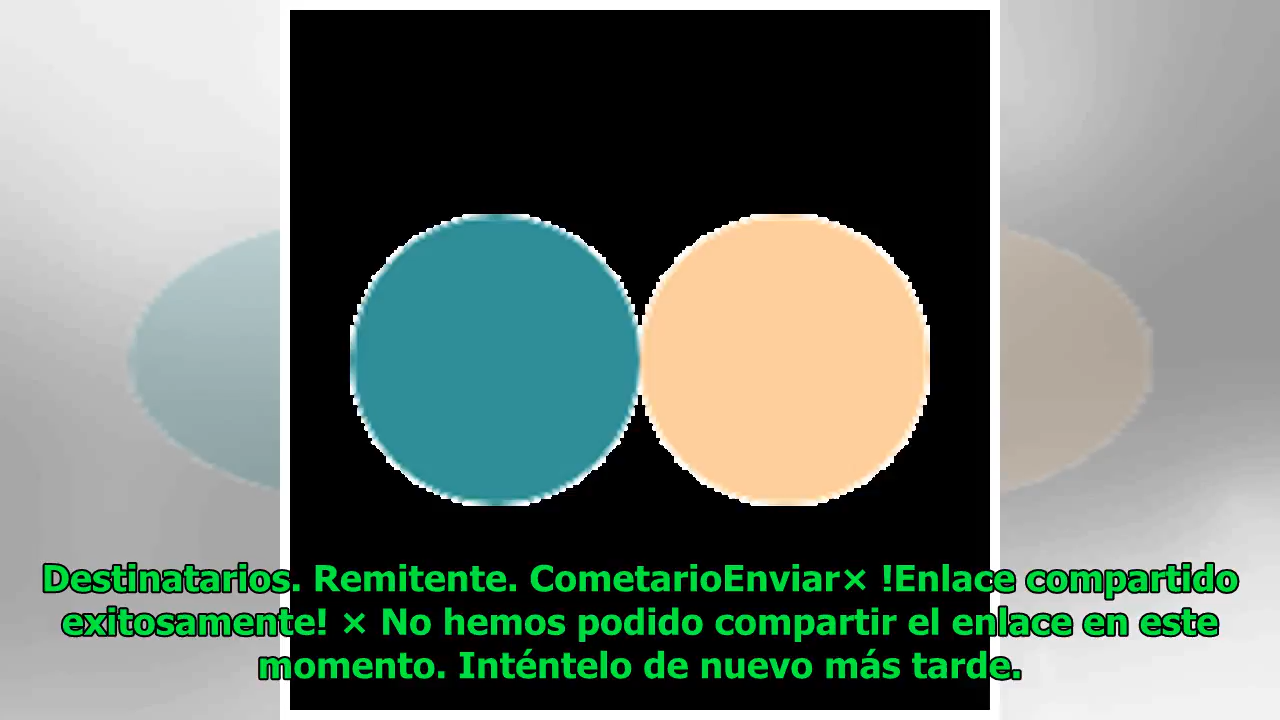 Destinatarios. Remitente. CometarioEnviar× !Enlace compartido
exitosamente! × No hemos podido compartir el enlace en este
momento. Inténtelo de nuevo más tarde.